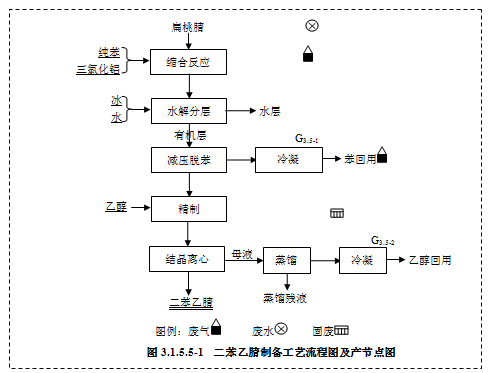 扁桃腈
纯苯
三氯化铝
缩合反应
冰
水
水解分层
水层
有机层
减压脱苯
G3.5-1
冷凝
苯回用
乙醇
精制
结晶离心
母液
蒸馏
G3.5-2
冷凝
乙醇回用
二苯乙腈
蒸馏残液
图例：废气 废水 固废
图 3.1.5.5-1 二苯乙腈制备工艺流程图及产节点图